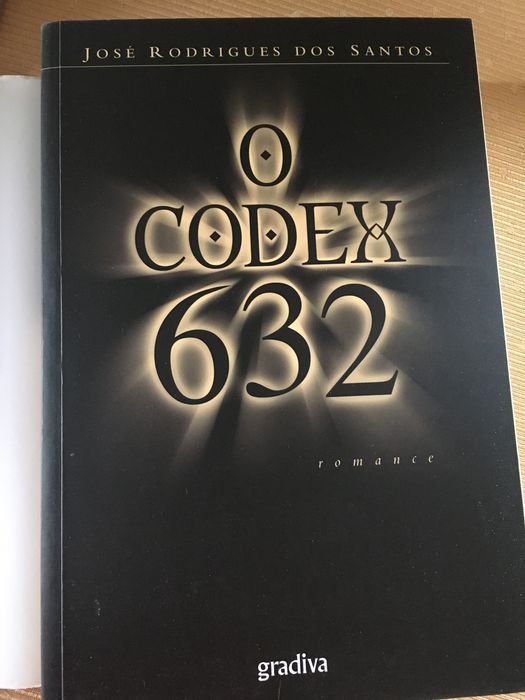 José Rodrigues dos Santos
O
CODEX
632
romance
gradiva